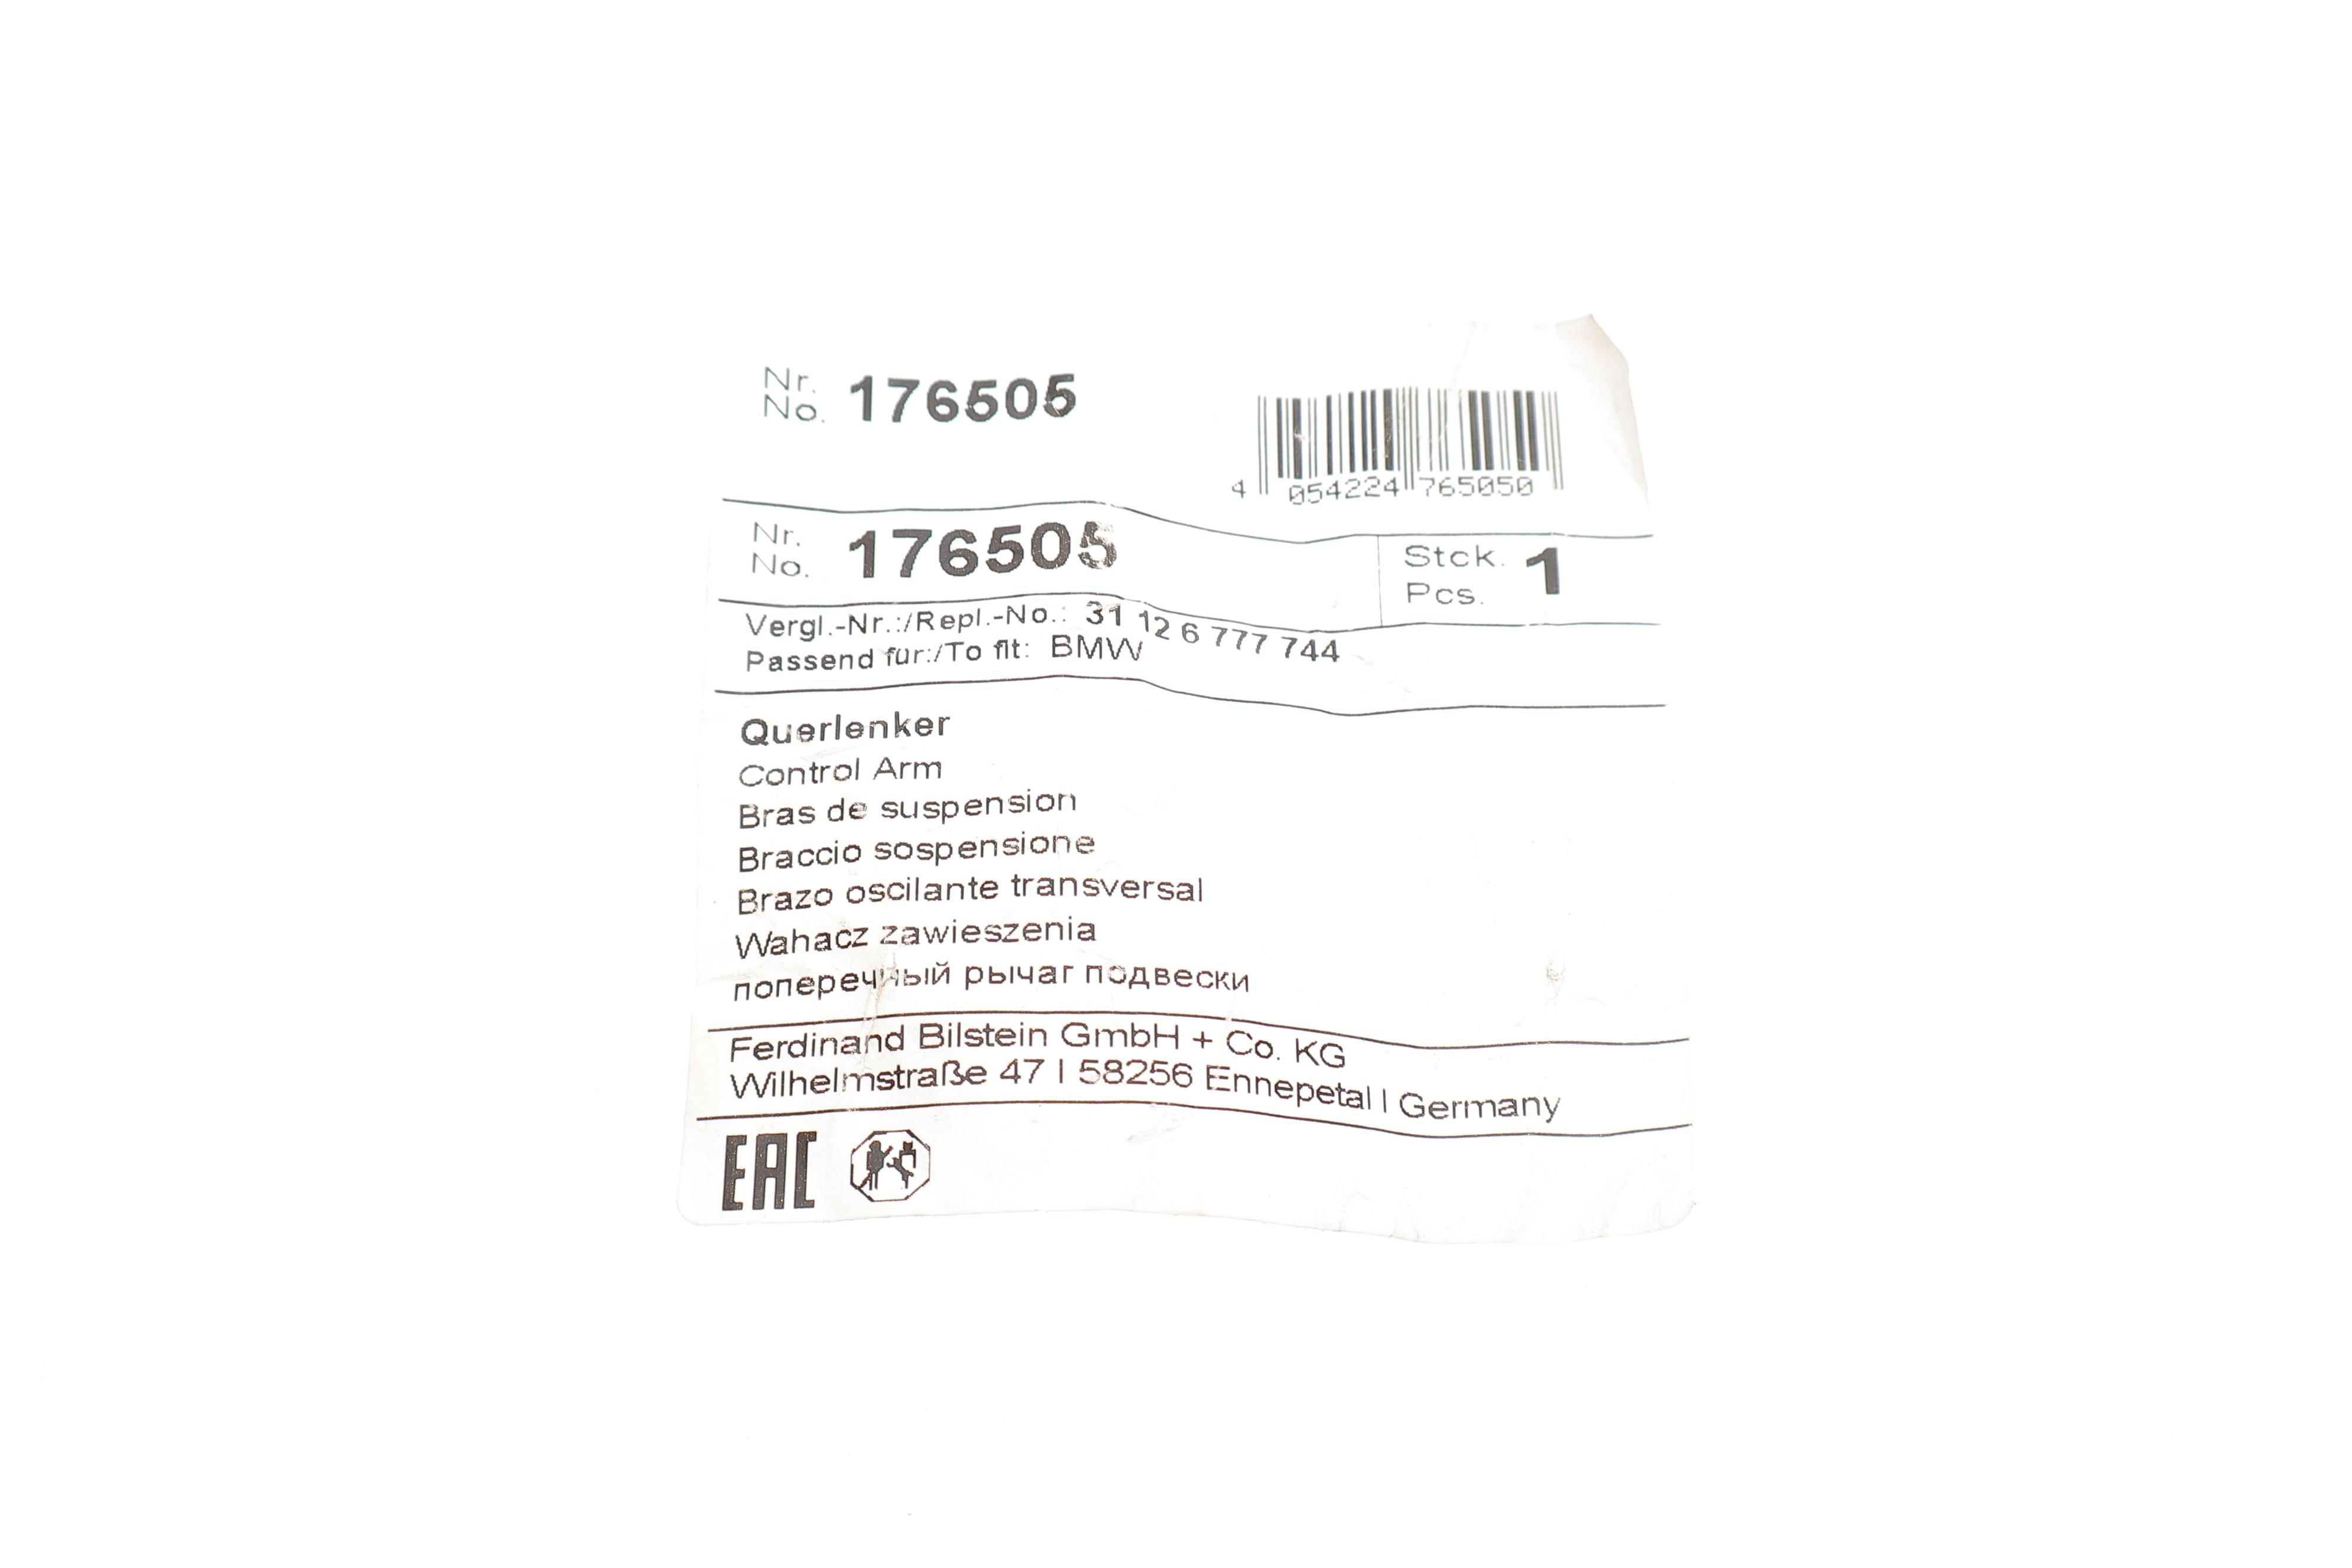 Nr.
No. 176505
4 054224 765050
Nr.
No. 176505
Stck.
Pcs. 1
Vergl.-Nr.:/Repl.-No.: 31 12 6 777 744
Passend für:/To fit: BMW
Querlenker
Control Arm
Bras de suspension
Braccio sospensione
Brazo oscilante transversal
Wahacz zawieszenia
поперечный рычаг подвески
Ferdinand Bilstein GmbH + Co. KG
Wilhelmstraße 47 | 58256 Ennepetal | Germany
EAC